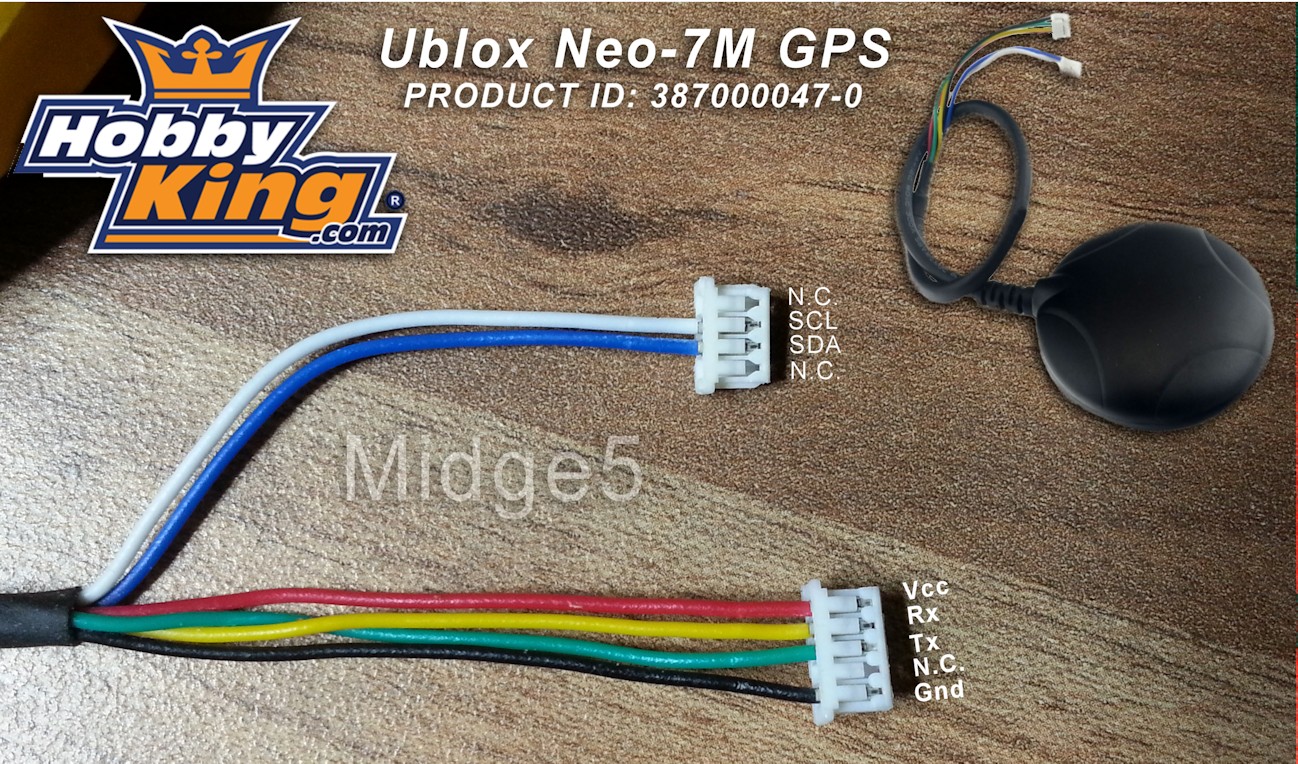 Ublox Neo-7M GPS
PRODUCT ID: 387000047-0
Hobby
King
.com
®
N.C.
SCL
SDA
N.C.
Midge5
Vcc
Rx
Tx
N.C.
Gnd